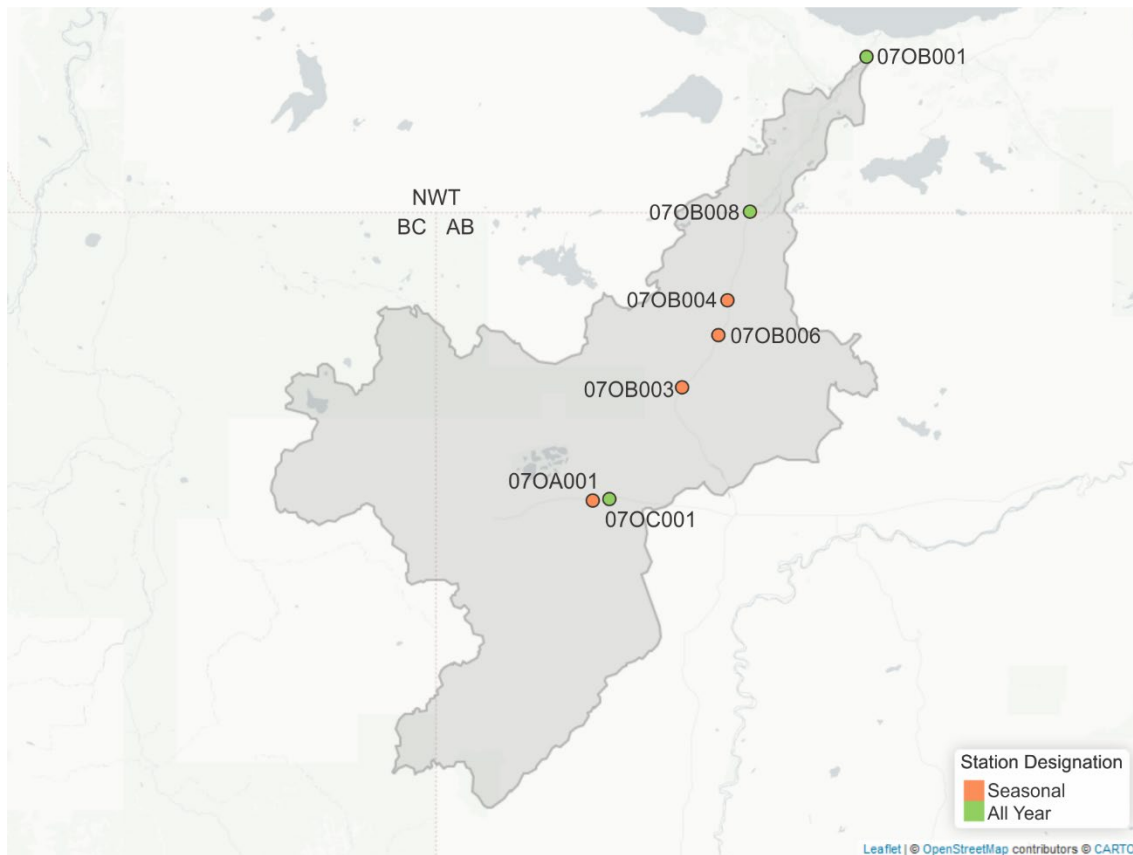 07OB001
NWT
BC AB
07OB008
07OB004
07OB006
07OB003
07OA001
07OC001
Station Designation
Seasonal
All Year
Leaflet | © OpenStreetMap contributors © CARTO